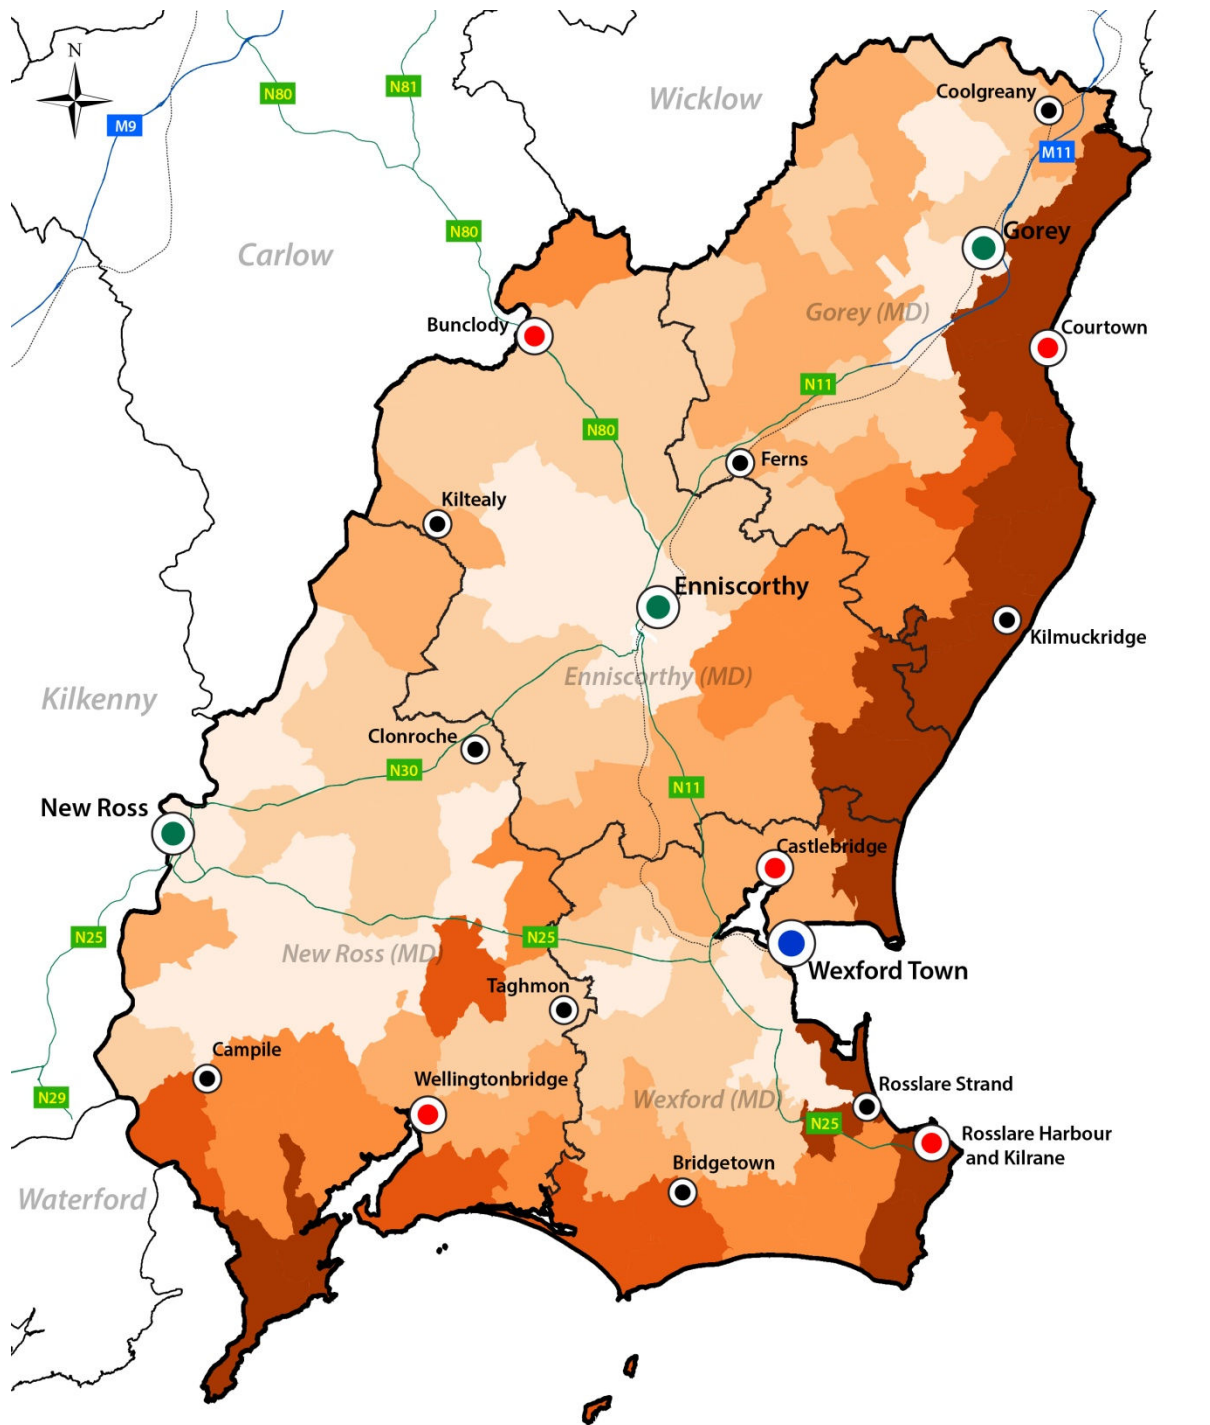 N
Wicklow
Coolgreany
N80
N81
M9
M11
N80
Gorey
Carlow
Gorey (MD)
Bunclody
Courtown
N11
N80
Ferns
Kiltealy
Enniscorthy
Kilmuckridge
Enniscorthy (MD)
Kilkenny
Clonroche
N30
N11
New Ross
Castlebridge
N25
N25
New Ross (MD)
Wexford Town
Taghmon
Campile
Wellingtonbridge
Rosslare Strand
N29
Wexford (MD)
N25
Rosslare Harbour
and Kilrane
Bridgetown
Waterford